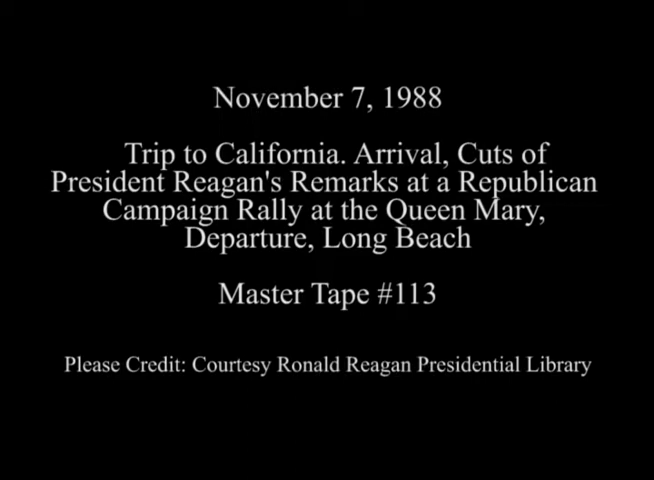 November 7, 1988
Trip to California. Arrival, Cuts of
President Reagan's Remarks at a Republican
Campaign Rally at the Queen Mary,
Departure, Long Beach
Master Tape #113
Please Credit: Courtesy Ronald Reagan Presidential Library